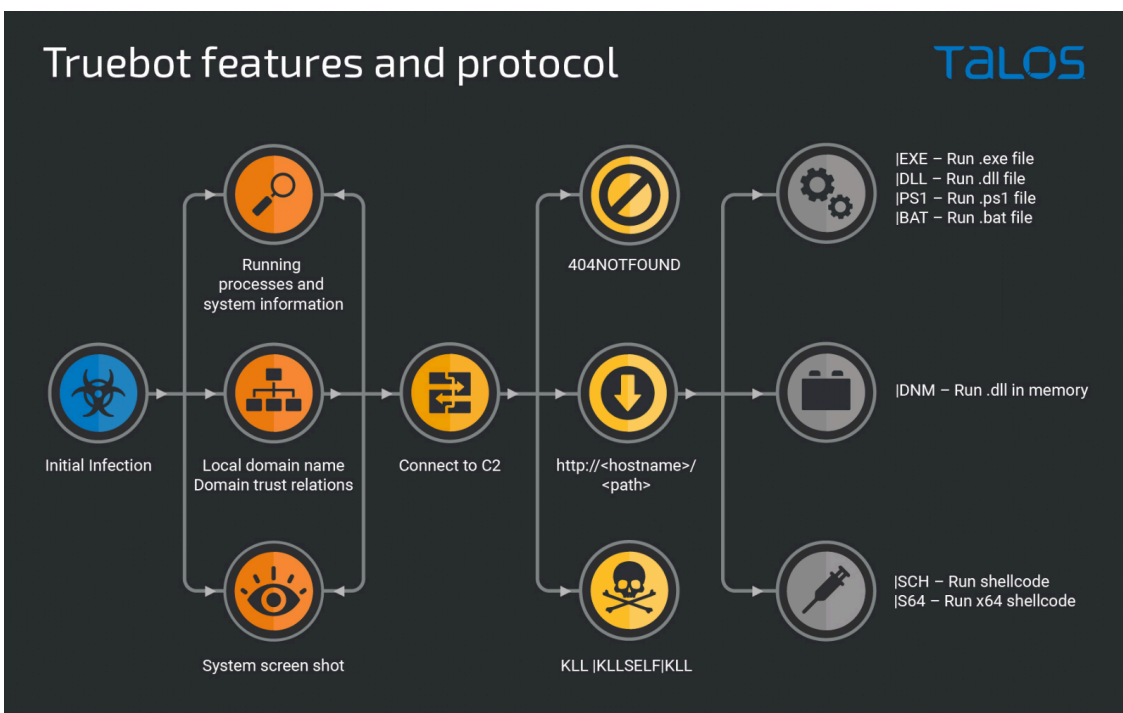 Truebot features and protocol
TALOS
Running
processes and
system information
404NOTFOUND
|EXE – Run .exe file
|DLL – Run .dll file
|PS1 – Run .ps1 file
|BAT – Run .bat file
Initial Infection
Local domain name
Domain trust relations
Connect to C2
http://<hostname>/
<path>
|DNM – Run .dll in memory
System screen shot
KLL |KLLSELF|KLL
|SCH – Run shellcode
|S64 – Run x64 shellcode